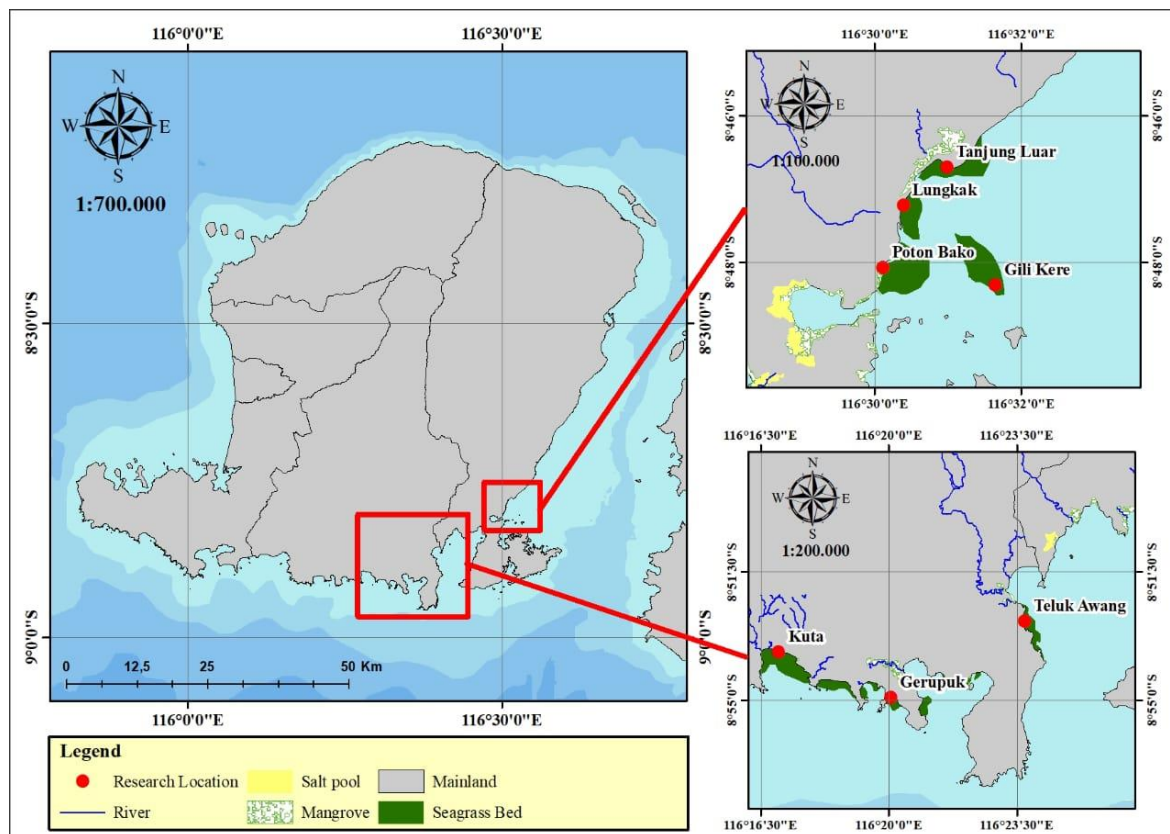 116°0'0"E 116°30'0"E
N
W E
S
1:700.000
8°30'0"S 8°30'0"S
9°0'0"S 9°0'0"S
0 12,5 25 50 Km
116°0'0"E 116°30'0"E
116°30'0"E 116°32'0"E
N
W E
S
1:100.000
8°46'0"S 8°46'0"S
Tanjung Luar
Lungkak
Poton Bako
8°48'0"S 8°48'0"S
Gili Kere
116°30'0"E 116°32'0"E
116°16'30"E 116°20'0"E 116°23'30"E
N
W E
S
1:200.000
8°51'30"S 8°51'30"S
Teluk Awang
Kuta
Gerupuk
8°55'0"S 8°55'0"S
116°16'30"E 116°20'0"E 116°23'30"E
Legend
Research Location Salt pool Mainland
River Mangrove Seagrass Bed